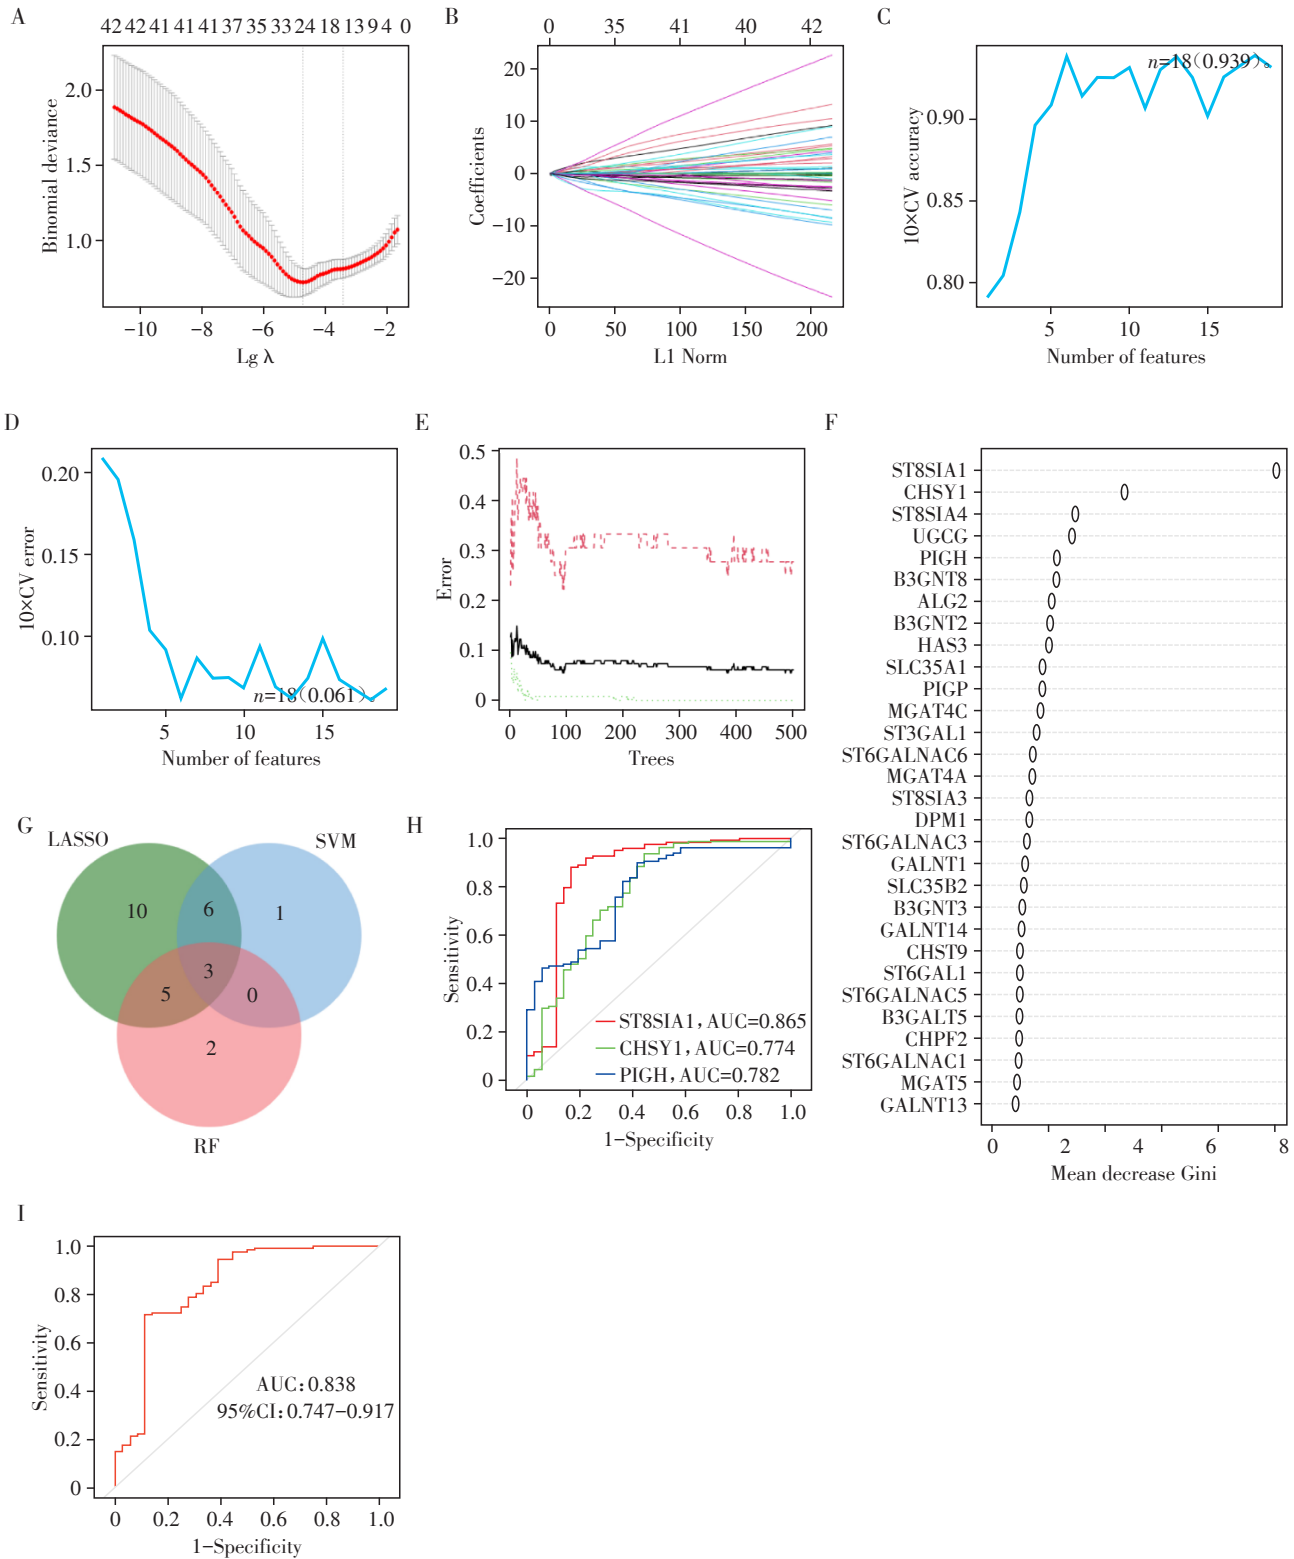 A
42 42 41 41 41 37 35 33 24 18 13 9 4 0
Binomial deviance
2.0
1.5
1.0
−10 −8 −6 −4 −2
Lg λ
B
0 35 41 40 42
Coefficients
20
10
0
−10
−20
0 50 100 150 200
L1 Norm
C
n=18(0.939)
10×CV accuracy
0.90
0.85
0.80
5 10 15
Number of features
D
10×CV error
0.20
0.15
0.10
n=18(0.061)
5 10 15
Number of features
E
Error
0.5
0.4
0.3
0.2
0.1
0
0 100 200 300 400 500
Trees
F
ST8SIA1
CHSY1
ST8SIA4
UGCG
PIGH
B3GNT8
ALG2
B3GNT2
HAS3
SLC35A1
PIGP
MGAT4C
ST3GAL1
ST6GALNAC6
MGAT4A
ST8SIA3
DPM1
ST6GALNAC3
GALNT1
SLC35B2
B3GNT3
GALNT14
CHST9
ST6GAL1
ST6GALNAC5
B3GALT5
CHPF2
ST6GALNAC1
MGAT5
GALNT13
0 2 4 6 8
Mean decrease Gini
G
LASSO
SVM
10
6
1
3
5
0
2
RF
H
Sensitivity
1.0
0.8
0.6
0.4
0.2
0
ST8SIA1, AUC=0.865
CHSY1, AUC=0.774
PIGH, AUC=0.782
0 0.2 0.4 0.6 0.8 1.0
1−Specificity
I
Sensitivity
1.0
0.8
0.6
0.4
0.2
0
AUC:0.838
95%CI:0.747−0.917
0 0.2 0.4 0.6 0.8 1.0
1−Specificity